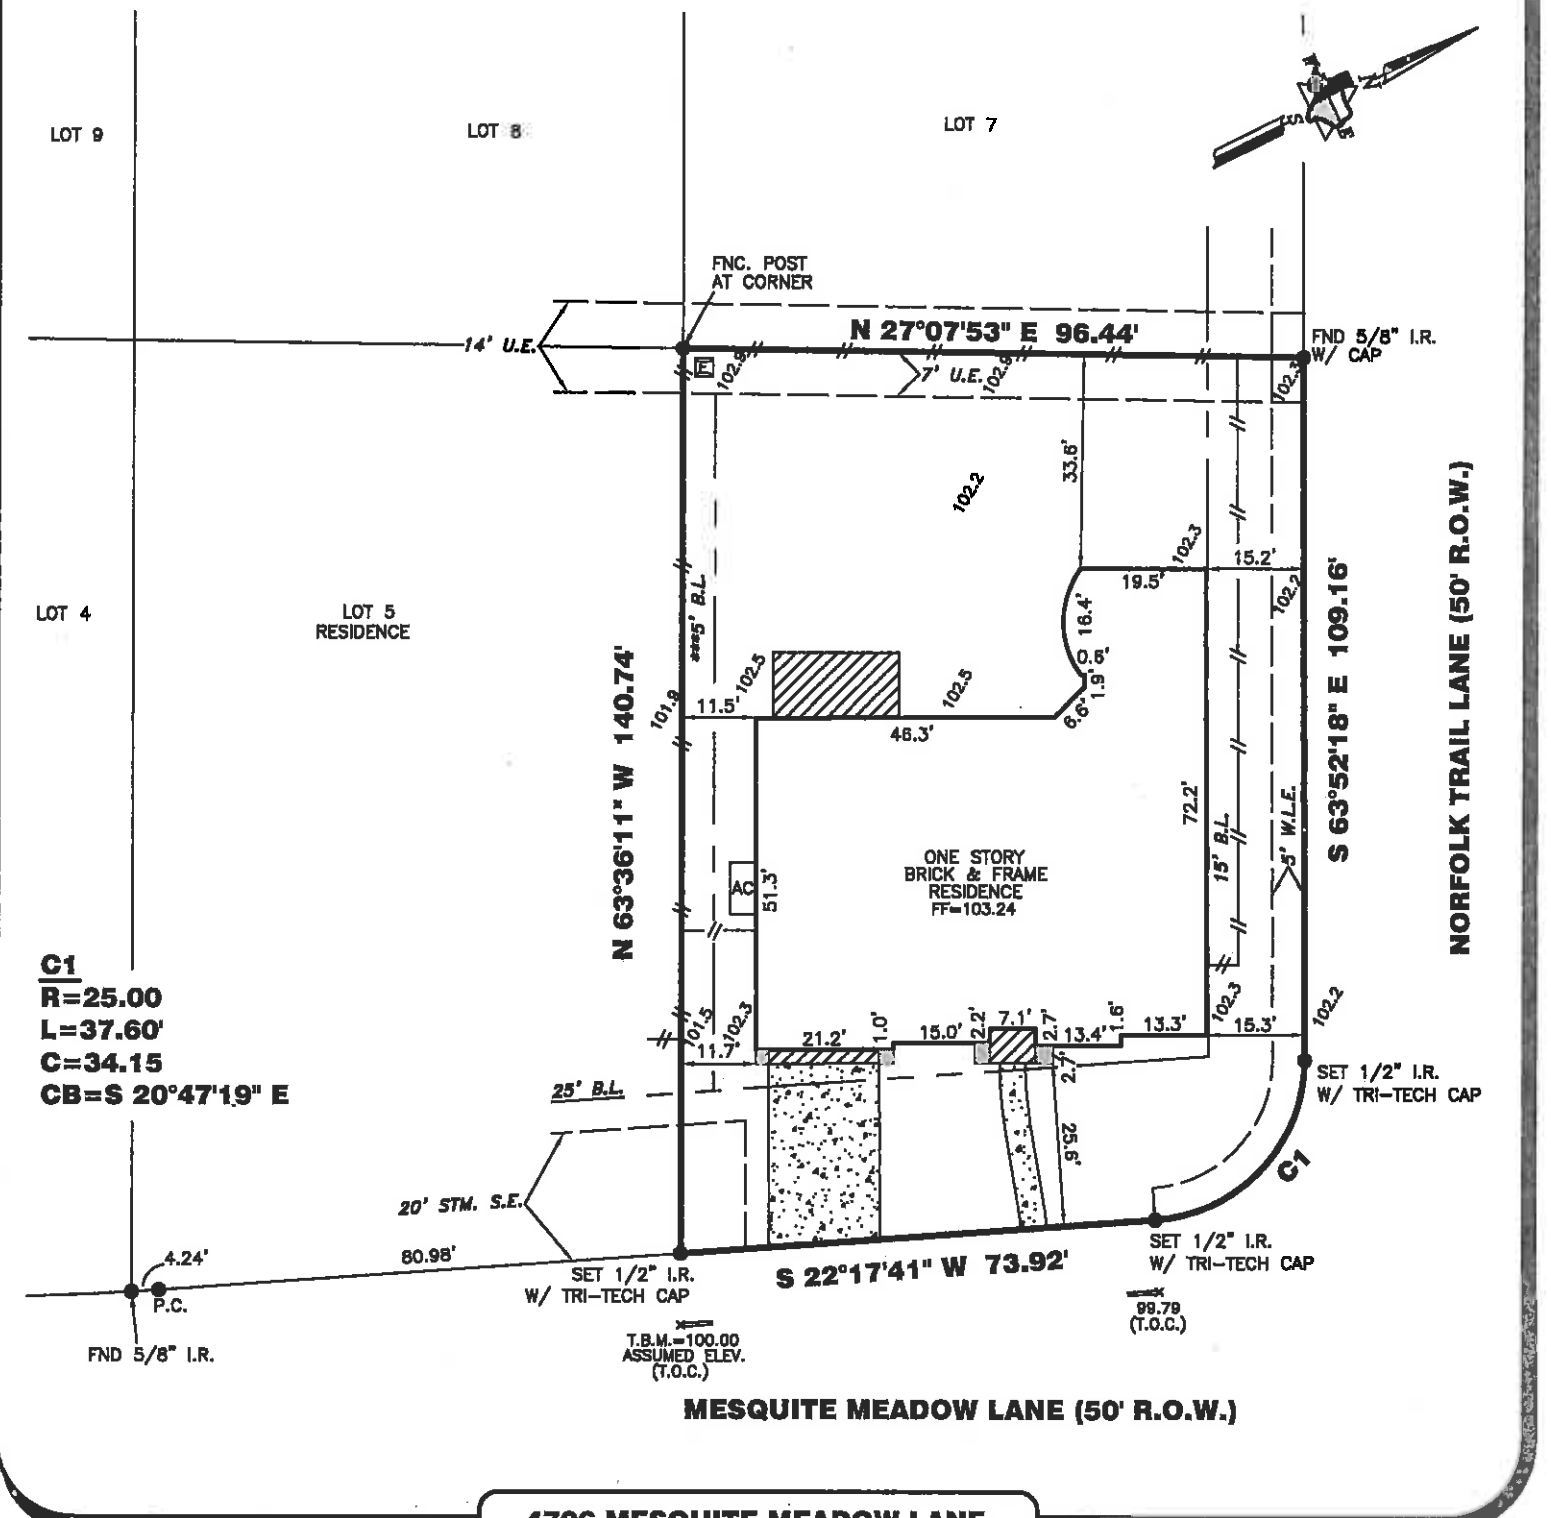 LOT 9
LOT 8
LOT 7
N
S
E
FNC. POST
AT CORNER
14' U.E.
N 27°07'53" E 96.44'
FND 5/8" I.R.
W/ CAP
E
102.9
7' U.E.
102.9
102.3
33.6'
102.2
102.3
15.2'
19.5'
102.2
LOT 4
LOT 5
RESIDENCE
***5' B.L.
16.4'
0.6'
1.9'
6.6'
102.5
102.5
101.9
11.5'
46.3'
N 63°36'11" W 140.74'
S 63°52'18" E 109.16'
NORFOLK TRAIL LANE (50' R.O.W.)
72.2'
15' B.L.
5' W.L.E.
ONE STORY
BRICK & FRAME
RESIDENCE
FF=103.24
AC
51.3'
C1
R=25.00
L=37.60'
C=34.15
CB=S 20°47'19" E
101.5
102.3
11.7'
21.2'
1.0'
15.0'
2.2'
7.1'
2.7'
13.4'
1.6'
13.3'
102.3
15.3'
102.2
2.7'
25' B.L.
25.6'
SET 1/2" I.R.
W/ TRI-TECH CAP
C1
20' STM. S.E.
4.24'
80.98'
P.C.
FND 5/8" I.R.
SET 1/2" I.R.
W/ TRI-TECH CAP
S 22°17'41" W 73.92'
SET 1/2" I.R.
W/ TRI-TECH CAP
99.79
(T.O.C.)
T.B.M.=100.00
ASSUMED ELEV.
(T.O.C.)
MESQUITE MEADOW LANE (50' R.O.W.)
MESQUITE MEADOW LANE